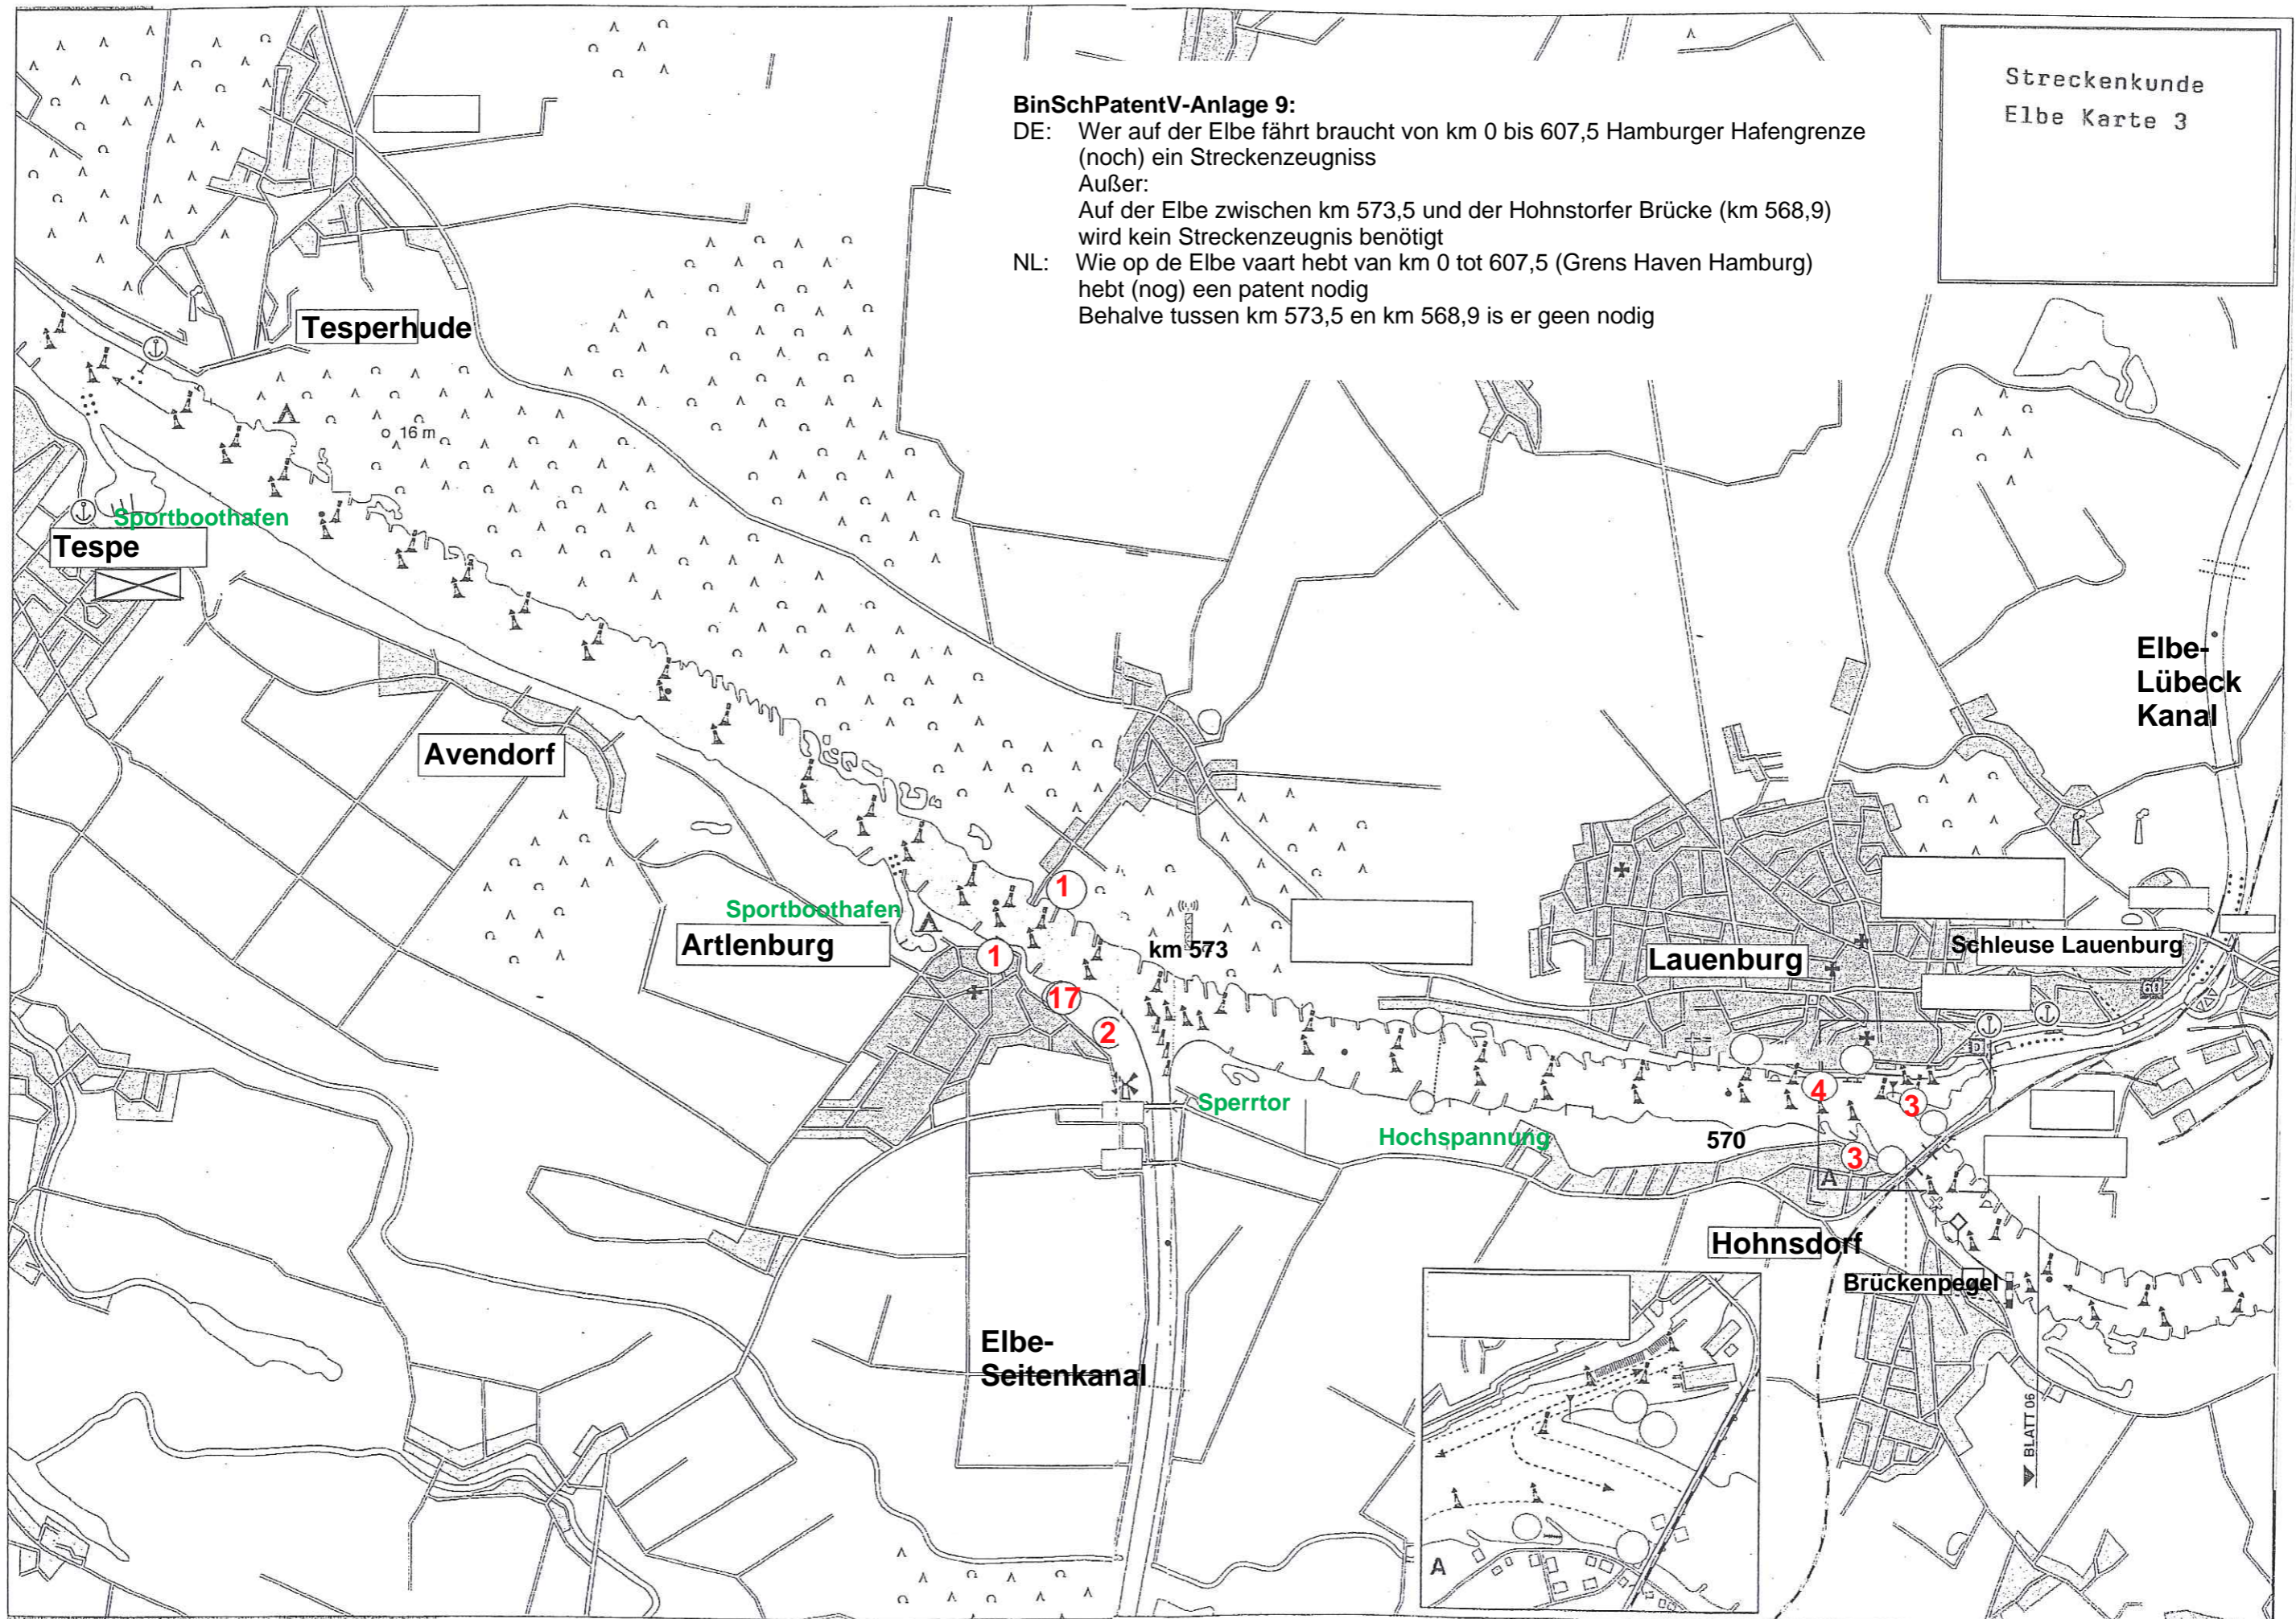 Streckenkunde
Elbe Karte 3
BinSchPatentV-Anlage 9:
DE: Wer auf der Elbe fährt braucht von km 0 bis 607,5 Hamburger Hafengrenze
(noch) ein Streckenzeugniss
Außer:
Auf der Elbe zwischen km 573,5 und der Hohnstorfer Brücke (km 568,9)
wird kein Streckenzeugnis benötigt
NL: Wie op de Elbe vaart hebt van km 0 tot 607,5 (Grens Haven Hamburg)
hebt (nog) een patent nodig
Behalve tussen km 573,5 en km 568,9 is er geen nodig
Tesperhude
16 m
Sportboothafen
Tespe
Elbe-
Lübeck
Kanal
Avendorf
1
Sportboothafen
Artlenburg
1
km 573
Lauenburg
Schleuse Lauenburg
60
17
2
D
4
3
Sperrtor
Hochspannung
570
3
A
Hohnsdorf
Brückenpegel
Elbe-
Seitenkanal
BLATT 06
A